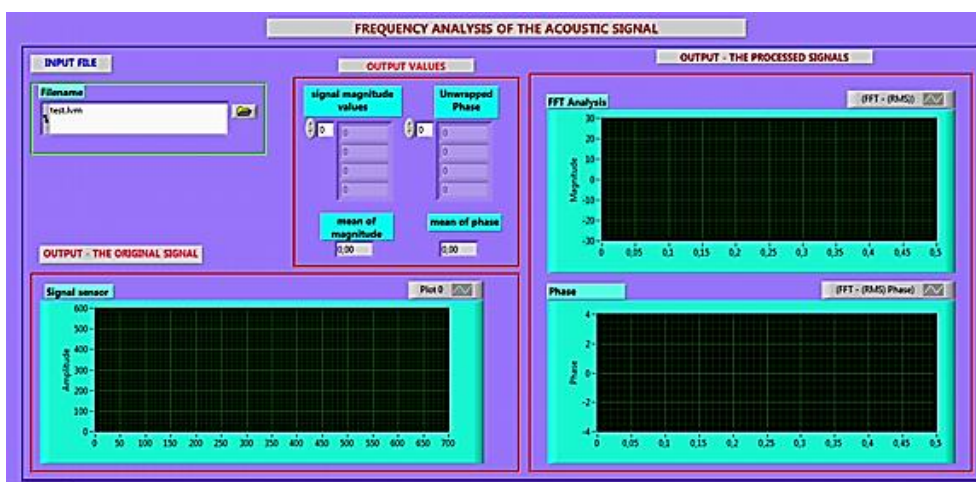 FREQUENCY ANALYSIS OF THE ACOUSTIC SIGNAL
INPUT FILE
Filename
test.lvm
OUTPUT VALUES
signal magnitude
values
Unwrapped
Phase
0
0
0
0
0
0
0
0
0
0
mean of
magnitude
0,00
mean of phase
0,00
OUTPUT - THE ORIGINAL SIGNAL
Signal sensor
Plot 0
Amplitude
600
500
400
300
200
100
0
0 50 100 150 200 250 300 350 400 450 500 550 600 650 700
OUTPUT - THE PROCESSED SIGNALS
FFT Analysis
(FFT - (RMS))
Magnitude
30
20
10
0
-10
-20
-30
0 0,05 0,1 0,15 0,2 0,25 0,3 0,35 0,4 0,45 0,5
Phase
(FFT - (RMS) Phase)
Phase
4
2
0
-2
-4
0 0,05 0,1 0,15 0,2 0,25 0,3 0,35 0,4 0,45 0,5